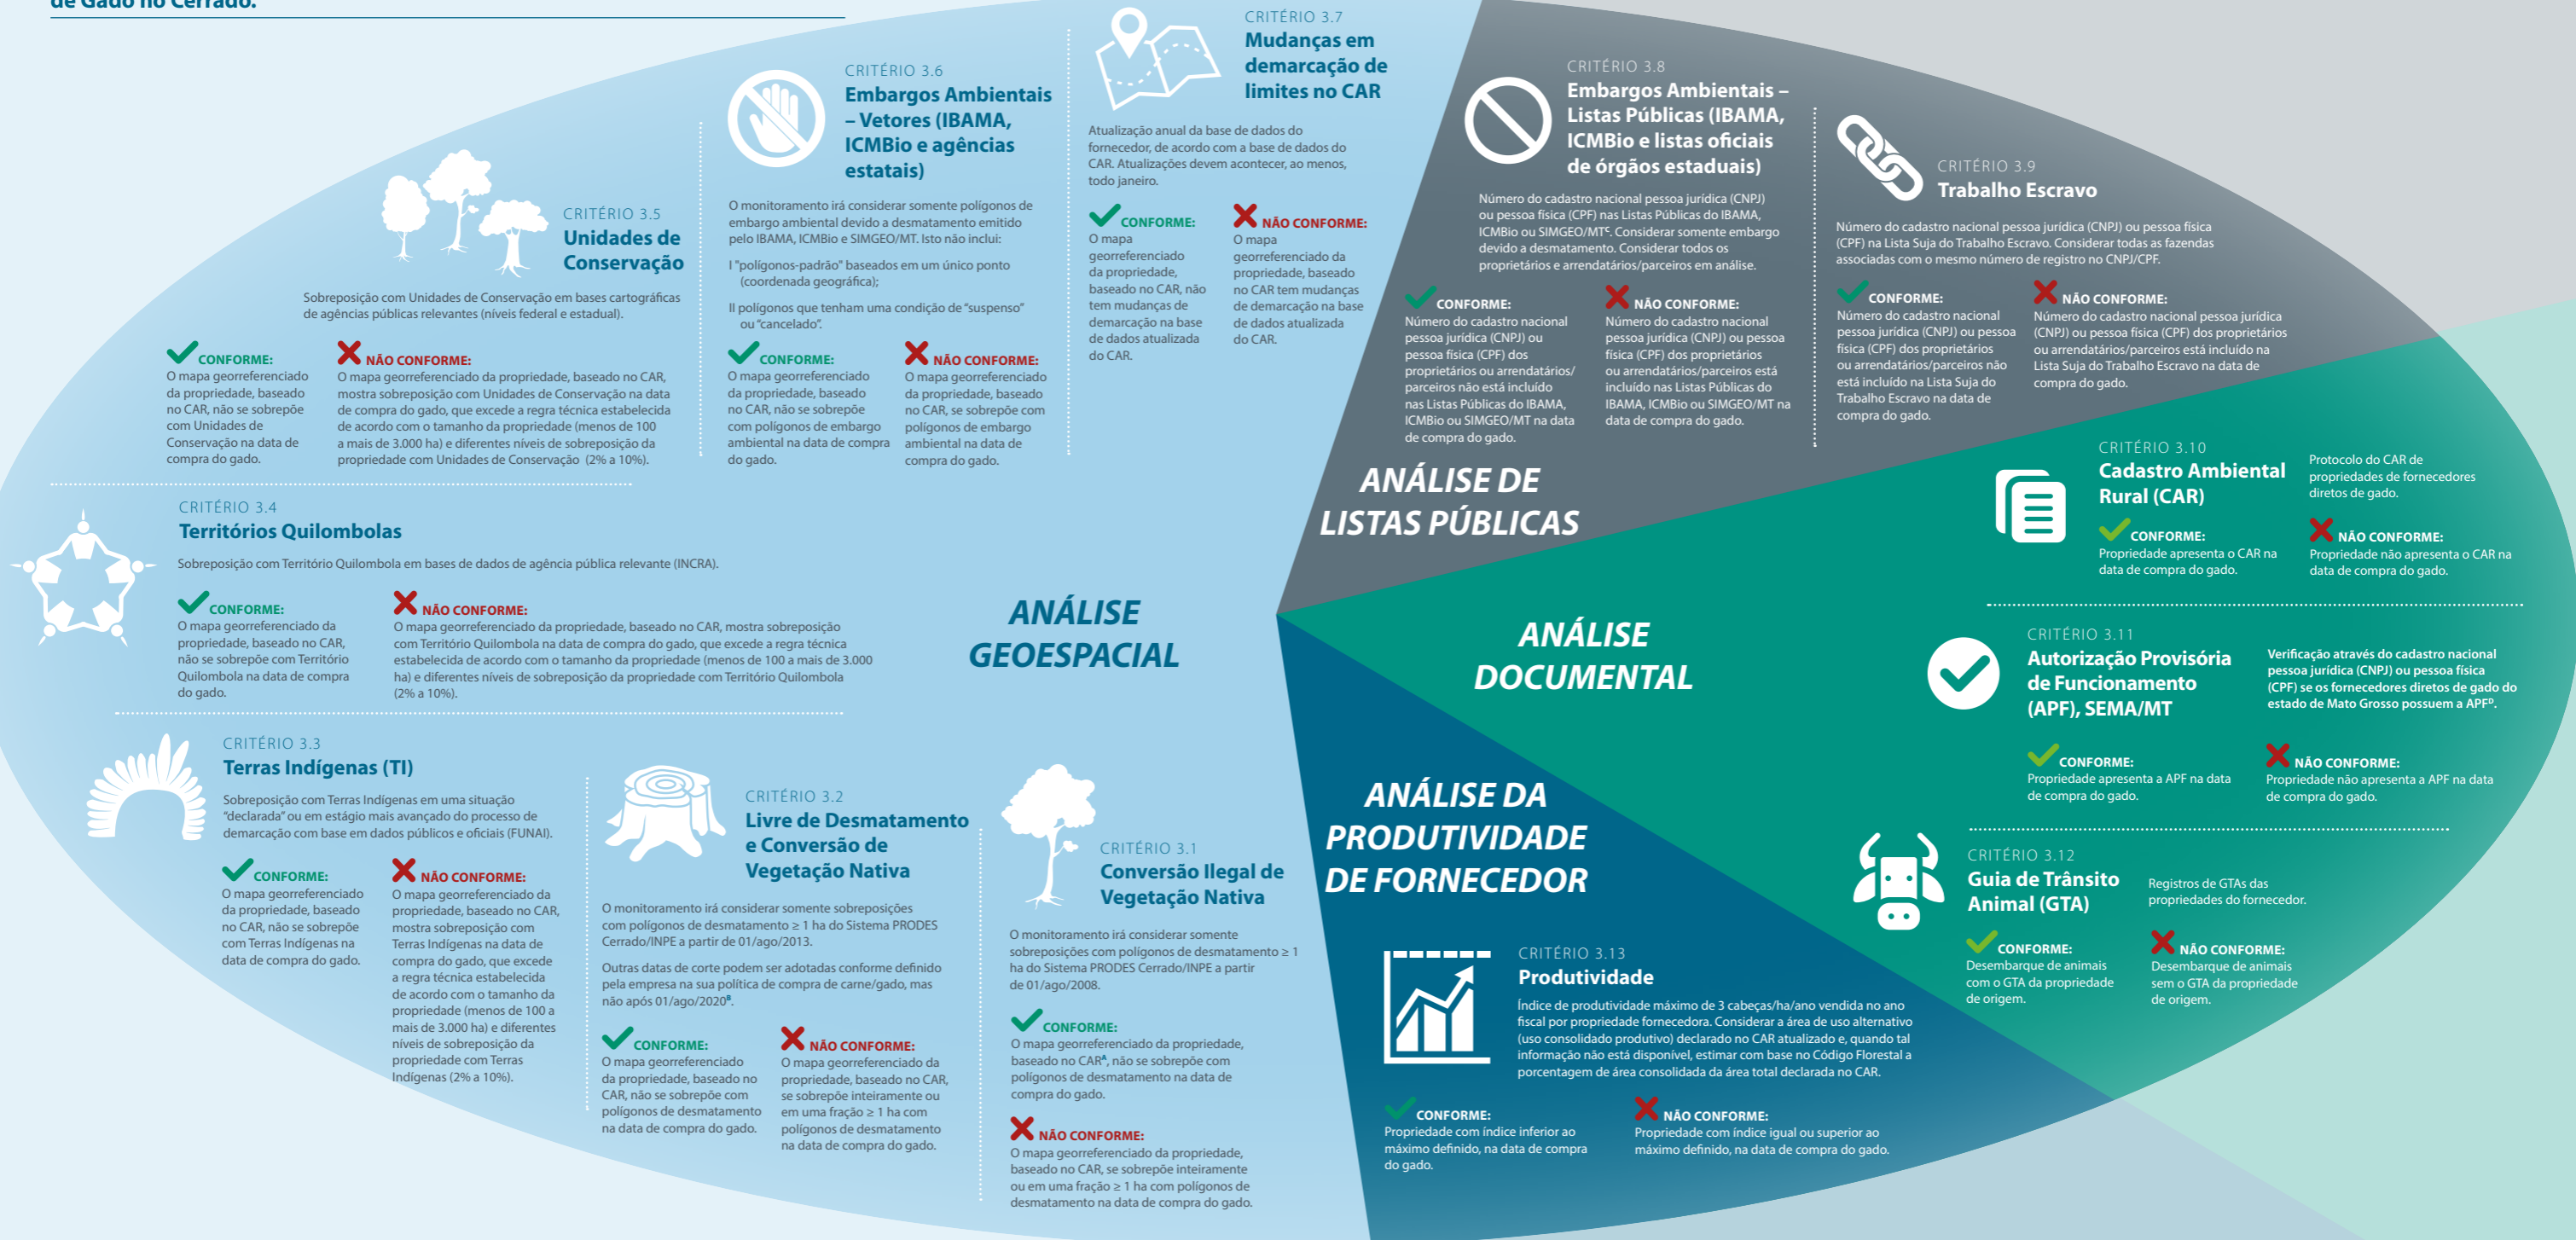 de Gado no Cerrado.
CRITÉRIO 3.7
Mudanças em
demarcação de
limites no CAR
Atualização anual da base de dados do
fornecedor, de acordo com a base de dados do
CAR. Atualizações devem acontecer, ao menos,
todo janeiro.
CONFORME:
O mapa
georreferenciado
da propriedade,
baseado no CAR, não
tem mudanças de
demarcação na base
de dados atualizada
do CAR.
NÃO CONFORME:
O mapa
georreferenciado da
propriedade, baseado
no CAR tem mudanças
de demarcação na base
de dados atualizada
do CAR.
CRITÉRIO 3.6
Embargos Ambientais
– Vetores (IBAMA,
ICMBio e agências
estatais)
O monitoramento irá considerar somente polígonos de
embargo ambiental devido a desmatamento emitido
pelo IBAMA, ICMBio e SIMGEO/MT. Isto não inclui:
I "polígonos-padrão" baseados em um único ponto
(coordenada geográfica);
II polígonos que tenham uma condição de “suspenso”
ou “cancelado”.
CONFORME:
O mapa georreferenciado
da propriedade, baseado
no CAR, não se sobrepõe
com polígonos de embargo
ambiental na data de compra
do gado.
NÃO CONFORME:
O mapa georreferenciado
da propriedade, baseado
no CAR, se sobrepõe com
polígonos de embargo
ambiental na data de
compra do gado.
CRITÉRIO 3.5
Unidades de
Conservação
Sobreposição com Unidades de Conservação em bases cartográficas
de agências públicas relevantes (níveis federal e estadual).
CONFORME:
O mapa georreferenciado
da propriedade, baseado
no CAR, não se sobrepõe
com Unidades de
Conservação na data de
compra do gado.
NÃO CONFORME:
O mapa georreferenciado da propriedade, baseado no CAR,
mostra sobreposição com Unidades de Conservação na data
de compra do gado, que excede a regra técnica estabelecida
de acordo com o tamanho da propriedade (menos de 100
a mais de 3.000 ha) e diferentes níveis de sobreposição da
propriedade com Unidades de Conservação (2% a 10%).
CRITÉRIO 3.4
Territórios Quilombolas
Sobreposição com Território Quilombola em bases de dados de agência pública relevante (INCRA).
CONFORME:
O mapa georreferenciado da
propriedade, baseado no CAR,
não se sobrepõe com Território
Quilombola na data de compra
do gado.
NÃO CONFORME:
O mapa georreferenciado da propriedade, baseado no CAR, mostra sobreposição
com Território Quilombola na data de compra do gado, que excede a regra técnica
estabelecida de acordo com o tamanho da propriedade (menos de 100 a mais de 3.000
ha) e diferentes níveis de sobreposição da propriedade com Território Quilombola
(2% a 10%).
ANÁLISE
GEOESPACIAL
CRITÉRIO 3.3
Terras Indígenas (TI)
Sobreposição com Terras Indígenas em uma situação
“declarada” ou em estágio mais avançado do processo de
demarcação com base em dados públicos e oficiais (FUNAI).
CONFORME:
O mapa georreferenciado
da propriedade, baseado
no CAR, não se sobrepõe
com Terras Indígenas na
data de compra do gado.
NÃO CONFORME:
O mapa georreferenciado da
propriedade, baseado no CAR,
mostra sobreposição com
Terras Indígenas na data de
compra do gado, que excede
a regra técnica estabelecida
de acordo com o tamanho da
propriedade (menos de 100 a
mais de 3.000 ha) e diferentes
níveis de sobreposição da
propriedade com Terras
Indígenas (2% a 10%).
CRITÉRIO 3.2
Livre de Desmatamento
e Conversão de
Vegetação Nativa
O monitoramento irá considerar somente sobreposições
com polígonos de desmatamento ≥ 1 ha do Sistema PRODES
Cerrado/INPE a partir de 01/ago/2013.
Outras datas de corte podem ser adotadas conforme definido
pela empresa na sua política de compra de carne/gado, mas
não após 01/ago/2020ᴮ.
CONFORME:
O mapa georreferenciado
da propriedade, baseado no
CAR, não se sobrepõe com
polígonos de desmatamento
na data de compra do gado.
NÃO CONFORME:
O mapa georreferenciado da
propriedade, baseado no CAR,
se sobrepõe inteiramente ou
em uma fração ≥ 1 ha com
polígonos de desmatamento
na data de compra do gado.
CRITÉRIO 3.1
Conversão Ilegal de
Vegetação Nativa
O monitoramento irá considerar somente
sobreposições com polígonos de desmatamento ≥ 1
ha do Sistema PRODES Cerrado/INPE a partir
de 01/ago/2008.
CONFORME:
O mapa georreferenciado da propriedade,
baseado no CARᴬ, não se sobrepõe com
polígonos de desmatamento na data de
compra do gado.
NÃO CONFORME:
O mapa georreferenciado da propriedade,
baseado no CAR, se sobrepõe inteiramente
ou em uma fração ≥ 1 ha com polígonos de
desmatamento na data de compra do gado.
CRITÉRIO 3.8
Embargos Ambientais –
Listas Públicas (IBAMA,
ICMBio e listas oficiais
de órgãos estaduais)
Número do cadastro nacional pessoa jurídica (CNPJ)
ou pessoa física (CPF) nas Listas Públicas do IBAMA,
ICMBio ou SIMGEO/MTᶜ. Considerar somente embargo
devido a desmatamento. Considerar todos os
proprietários e arrendatários/parceiros em análise.
CONFORME:
Número do cadastro nacional
pessoa jurídica (CNPJ) ou
pessoa física (CPF) dos
proprietários ou arrendatários/
parceiros não está incluído
nas Listas Públicas do IBAMA,
ICMBio ou SIMGEO/MT na data
de compra do gado.
NÃO CONFORME:
Número do cadastro nacional
pessoa jurídica (CNPJ) ou pessoa
física (CPF) dos proprietários
ou arrendatários/parceiros está
incluído nas Listas Públicas do
IBAMA, ICMBio ou SIMGEO/MT na
data de compra do gado.
CRITÉRIO 3.9
Trabalho Escravo
Número do cadastro nacional pessoa jurídica (CNPJ) ou pessoa física
(CPF) na Lista Suja do Trabalho Escravo. Considerar todas as fazendas
associadas com o mesmo número de registro no CNPJ/CPF.
CONFORME:
Número do cadastro nacional
pessoa jurídica (CNPJ) ou pessoa
física (CPF) dos proprietários
ou arrendatários/parceiros não
está incluído na Lista Suja do
Trabalho Escravo na data de
compra do gado.
NÃO CONFORME:
Número do cadastro nacional pessoa jurídica
(CNPJ) ou pessoa física (CPF) dos proprietários
ou arrendatários/parceiros está incluído na
Lista Suja do Trabalho Escravo na data de
compra do gado.
ANÁLISE DE
LISTAS PÚBLICAS
CRITÉRIO 3.10
Cadastro Ambiental
Rural (CAR)
Protocolo do CAR de
propriedades de fornecedores
diretos de gado.
CONFORME:
Propriedade apresenta o CAR na
data de compra do gado.
NÃO CONFORME:
Propriedade não apresenta o CAR na
data de compra do gado.
ANÁLISE
DOCUMENTAL
CRITÉRIO 3.11
Autorização Provisória
de Funcionamento
(APF), SEMA/MT
Verificação através do cadastro nacional
pessoa jurídica (CNPJ) ou pessoa física
(CPF) se os fornecedores diretos de gado do
estado de Mato Grosso possuem a APFᴰ.
CONFORME:
Propriedade apresenta a APF na data
de compra do gado.
NÃO CONFORME:
Propriedade não apresenta a APF na data
de compra do gado.
CRITÉRIO 3.12
Guia de Trânsito
Animal (GTA)
Registros de GTAs das
propriedades do fornecedor.
CONFORME:
Desembarque de animais
com o GTA da propriedade
de origem.
NÃO CONFORME:
Desembarque de animais
sem o GTA da propriedade
de origem.
ANÁLISE DA
PRODUTIVIDADE
DE FORNECEDOR
CRITÉRIO 3.13
Produtividade
Índice de produtividade máximo de 3 cabeças/ha/ano vendida no ano
fiscal por propriedade fornecedora. Considerar a área de uso alternativo
(uso consolidado produtivo) declarado no CAR atualizado e, quando tal
informação não está disponível, estimar com base no Código Florestal a
porcentagem de área consolidada da área total declarada no CAR.
CONFORME:
Propriedade com índice inferior ao
máximo definido, na data de compra
do gado.
NÃO CONFORME:
Propriedade com índice igual ou superior ao
máximo definido, na data de compra do gado.